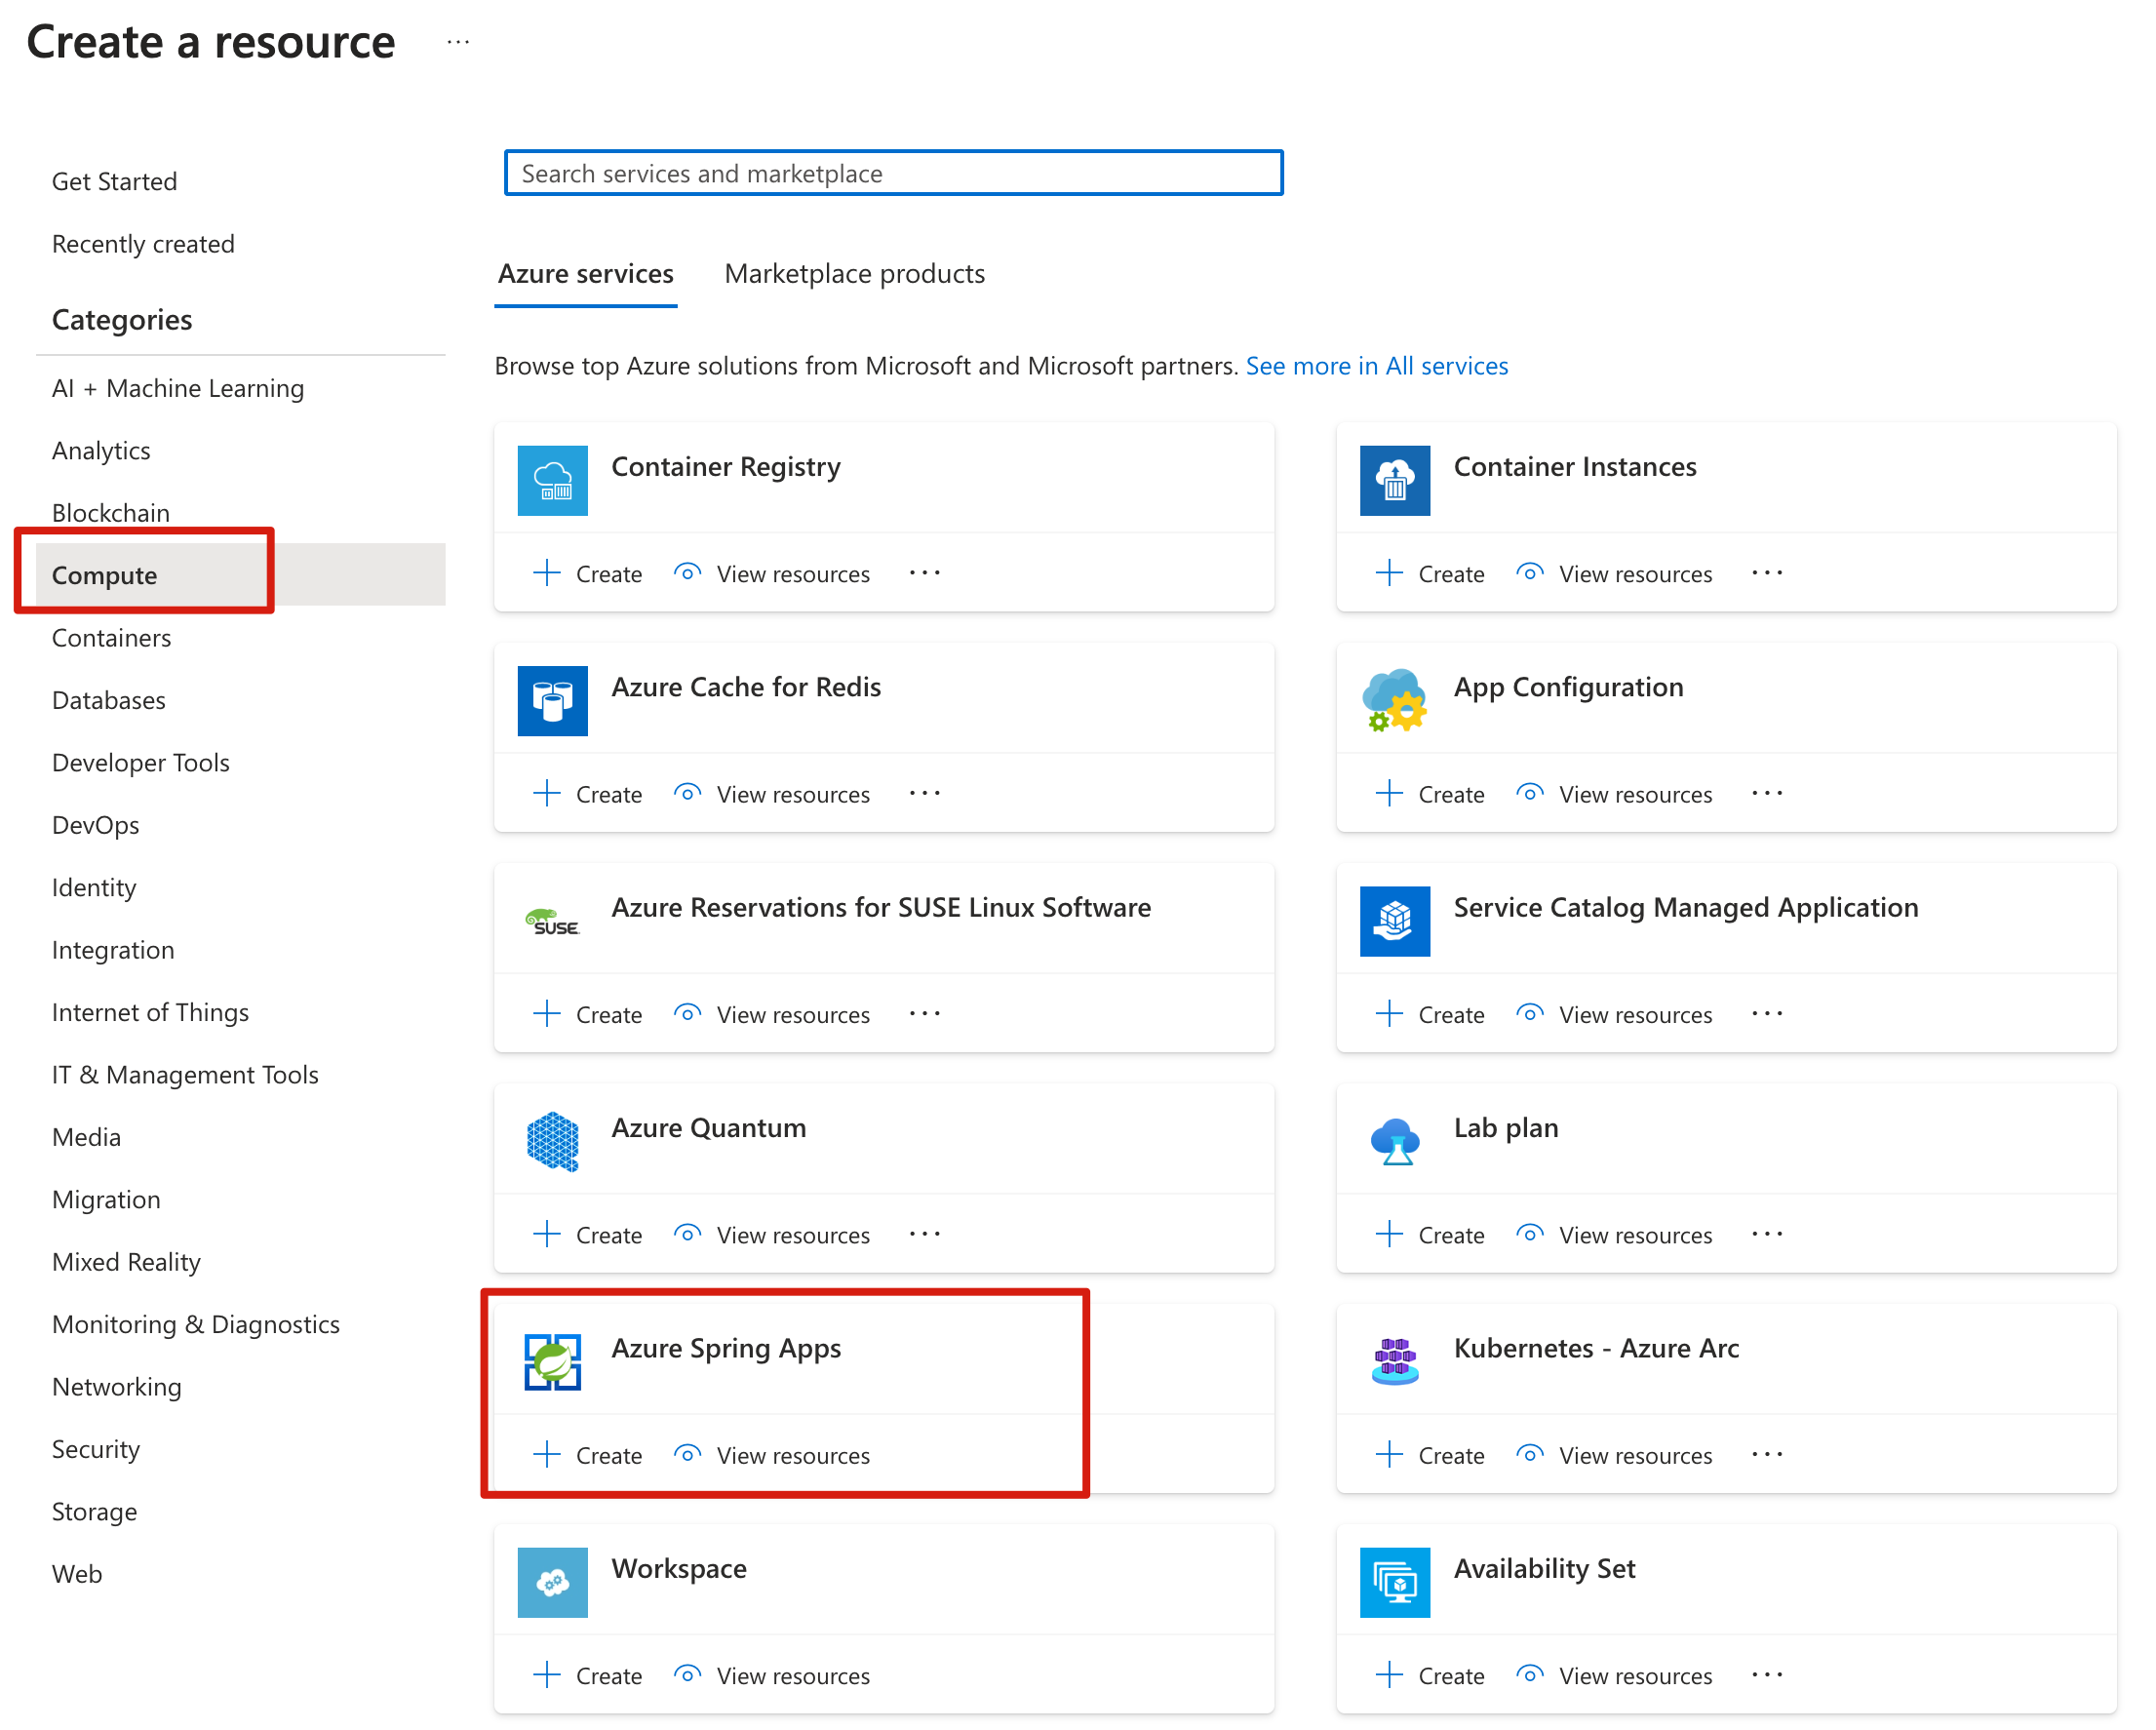 Create a resource ...
Get Started
Recently created
Categories
AI + Machine Learning
Analytics
Blockchain
Compute
Containers
Databases
Developer Tools
DevOps
Identity
Integration
Internet of Things
IT & Management Tools
Media
Migration
Mixed Reality
Monitoring & Diagnostics
Networking
Security
Storage
Web
Search services and marketplace
Azure services Marketplace products
Browse top Azure solutions from Microsoft and Microsoft partners. See more in All services
Container Registry
Create View resources ...
Container Instances
Create View resources ...
Azure Cache for Redis
Create View resources ...
App Configuration
Create View resources ...
SUSE
Azure Reservations for SUSE Linux Software
Create View resources ...
Service Catalog Managed Application
Create View resources ...
Azure Quantum
Create View resources ...
Lab plan
Create View resources ...
Azure Spring Apps
Create View resources
Kubernetes - Azure Arc
Create View resources ...
Workspace
Create View resources
Availability Set
Create View resources ...